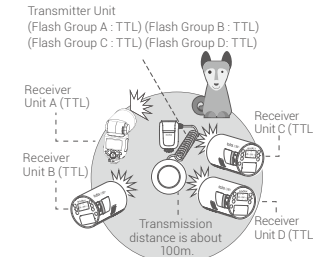 Transmitter Unit
(Flash Group A : TTL) (Flash Group B : TTL)
(Flash Group C : TTL) (Flash Group D: TTL)
Receiver
Unit A (TTL)
Receiver
Unit C (TTL
Receiver
Unit B (TTL)
Receiver
Unit D (TTL
Transmission
distance is about
100m.